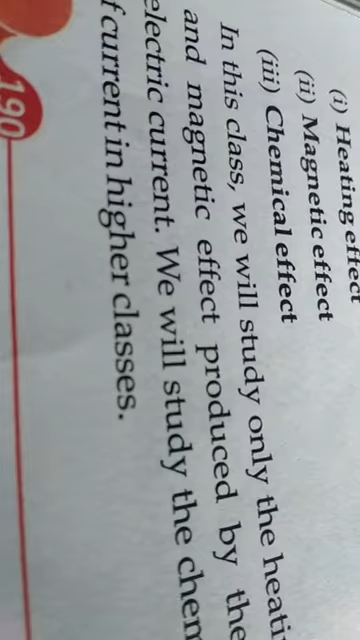 (i) Heating effect
(ii) Magnetic effect
(iii) Chemical effect
In this class, we will study only the heati
and magnetic effect produced by the
electric current. We will study the chem
f current in higher classes.
190